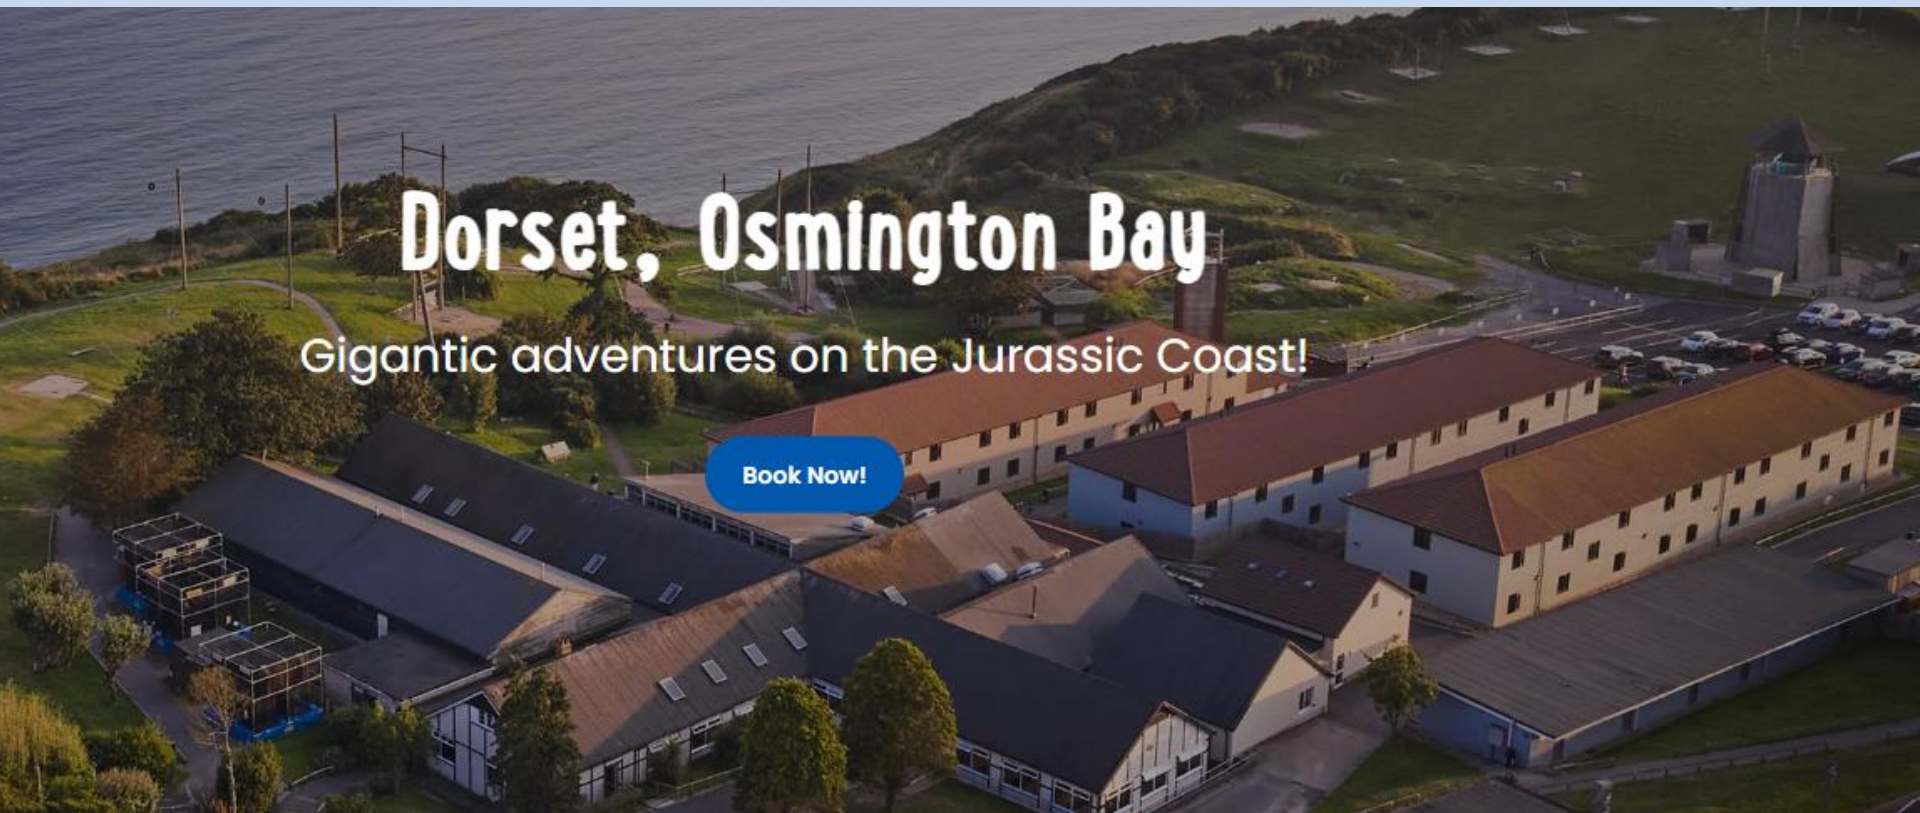 Dorset, Osmington Bay
Gigantic adventures on the Jurassic Coast!
Book Now!